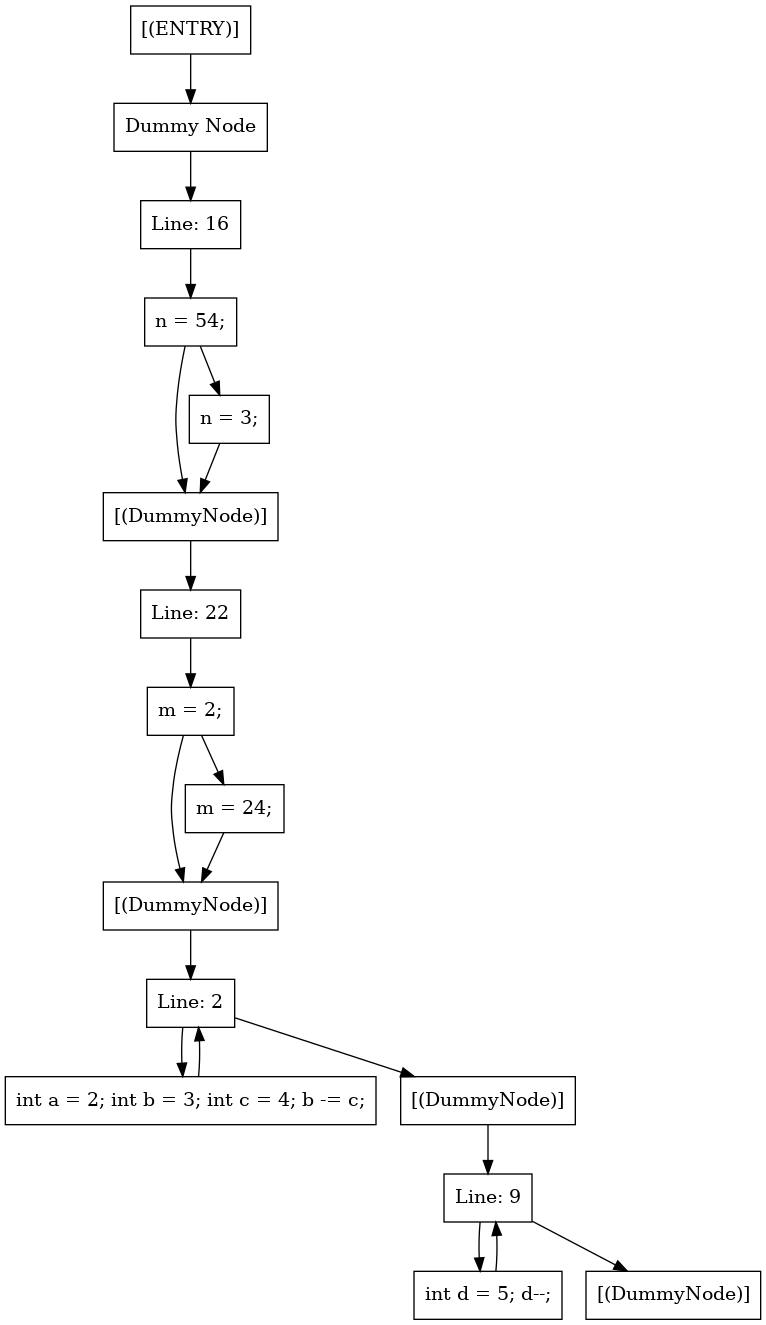 [(ENTRY)]
Dummy Node
Line: 16
n = 54;
n = 3;
[(DummyNode)]
Line: 22
m = 2;
m = 24;
[(DummyNode)]
Line: 2
int a = 2; int b = 3; int c = 4; b -= c;
[(DummyNode)]
Line: 9
int d = 5; d--;
[(DummyNode)]